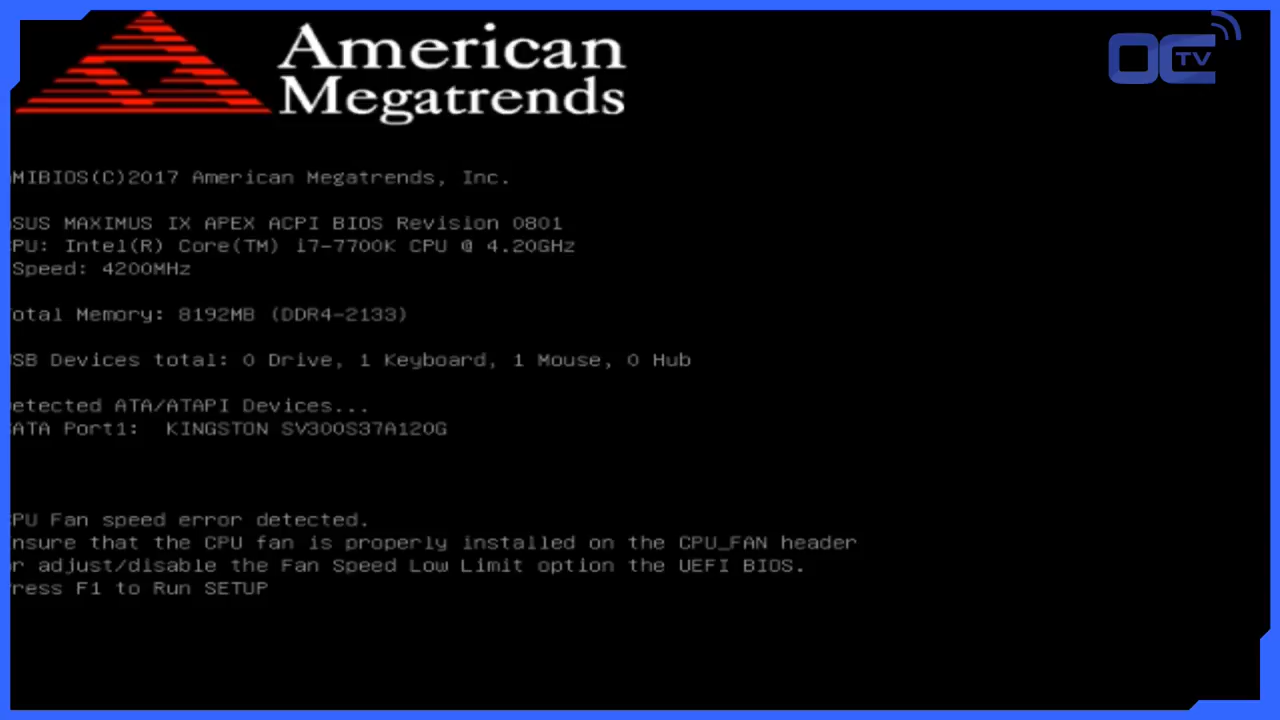 American
Megatrends
OC TV
MIBIOS(C)2017 American Megatrends, Inc.
SUS MAXIMUS IX APEX ACPI BIOS Revision 0801
PU: Intel(R) Core(TM) i7-7700K CPU @ 4.20GHz
Speed: 4200MHz
otal Memory: 8192MB (DDR4-2133)
SB Devices total: 0 Drive, 1 Keyboard, 1 Mouse, 0 Hub
etected ATA/ATAPI Devices...
ATA Port1: KINGSTON SV300S37A120G
PU Fan speed error detected.
nsure that the CPU fan is properly installed on the CPU_FAN header
r adjust/disable the Fan Speed Low Limit option the UEFI BIOS.
ress F1 to Run SETUP